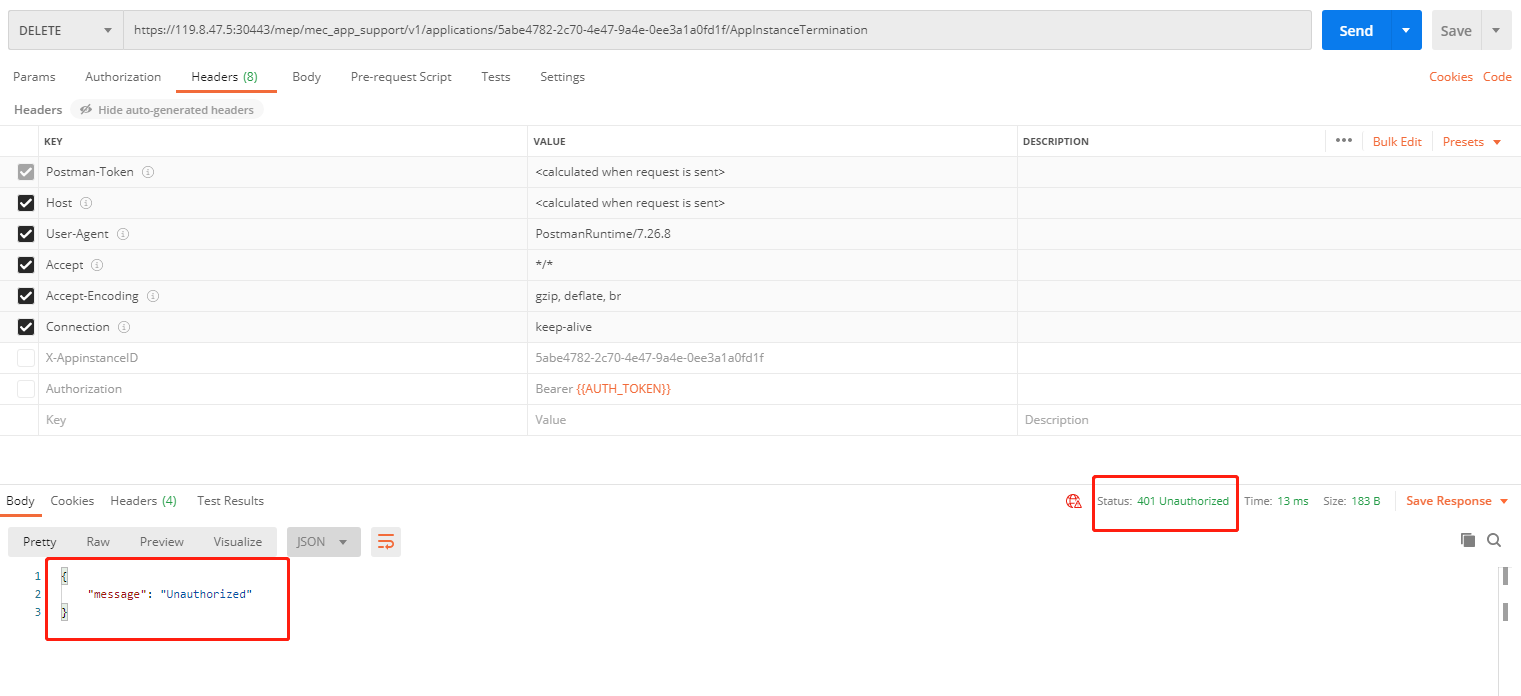 DELETE https://119.8.47.5:30443/mep/mec_app_support/v1/applications/5abe4782-2c70-4e47-9a4e-0ee3a1a0fd1f/AppInstanceTermination Send Save
Params Authorization Headers (8) Body Pre-request Script Tests Settings Cookies Code
Headers Hide auto-generated headers
KEY VALUE DESCRIPTION ••• Bulk Edit Presets
Postman-Token <calculated when request is sent>
Host <calculated when request is sent>
User-Agent PostmanRuntime/7.26.8
Accept */*
Accept-Encoding gzip, deflate, br
Connection keep-alive
X-AppinstanceID 5abe4782-2c70-4e47-9a4e-0ee3a1a0fd1f
Authorization Bearer {{AUTH_TOKEN}}
Key Value Description
Body Cookies Headers (4) Test Results Status: 401 Unauthorized Time: 13 ms Size: 183 B Save Response
Pretty Raw Preview Visualize JSON
1 {
2 "message": "Unauthorized"
3 }